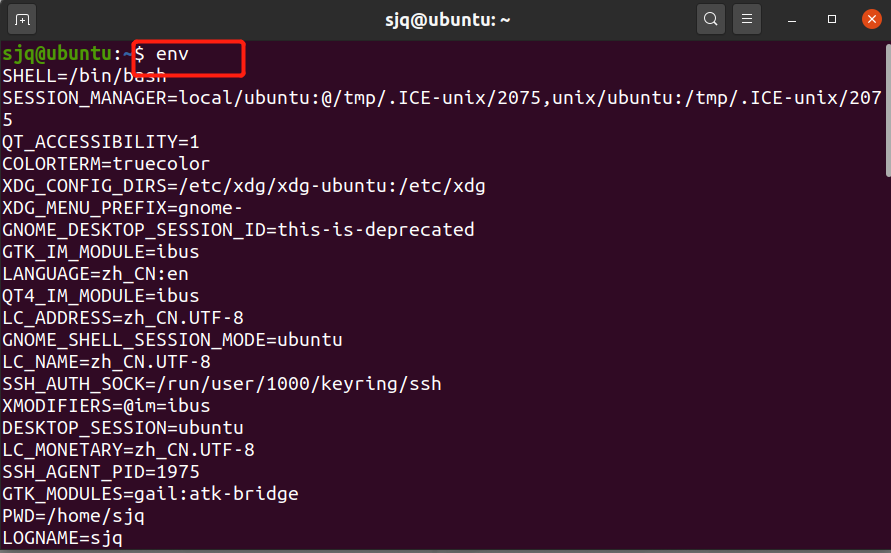 sjq@ubuntu: ~
sjq@ubuntu:~$ env
SHELL=/bin/bash
SESSION_MANAGER=local/ubuntu:@/tmp/.ICE-unix/2075,unix/ubuntu:/tmp/.ICE-unix/207
5
QT_ACCESSIBILITY=1
COLORTERM=truecolor
XDG_CONFIG_DIRS=/etc/xdg/xdg-ubuntu:/etc/xdg
XDG_MENU_PREFIX=gnome-
GNOME_DESKTOP_SESSION_ID=this-is-deprecated
GTK_IM_MODULE=ibus
LANGUAGE=zh_CN:en
QT4_IM_MODULE=ibus
LC_ADDRESS=zh_CN.UTF-8
GNOME_SHELL_SESSION_MODE=ubuntu
LC_NAME=zh_CN.UTF-8
SSH_AUTH_SOCK=/run/user/1000/keyring/ssh
XMODIFIERS=@im=ibus
DESKTOP_SESSION=ubuntu
LC_MONETARY=zh_CN.UTF-8
SSH_AGENT_PID=1975
GTK_MODULES=gail:atk-bridge
PWD=/home/sjq
LOGNAME=sjq